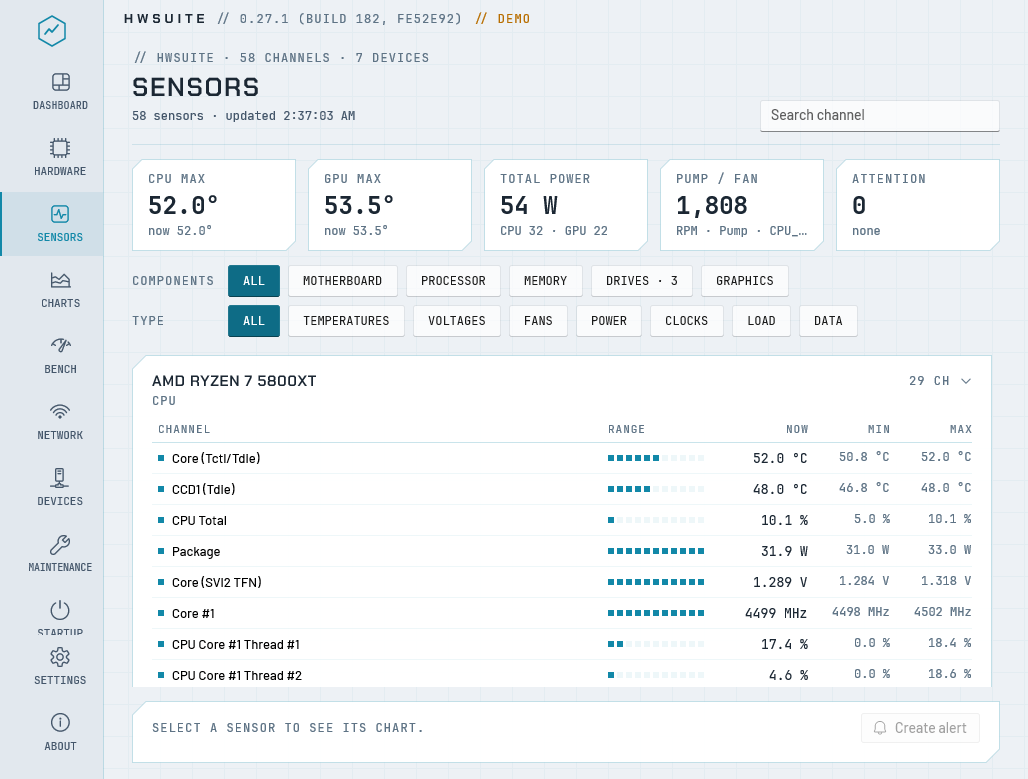 HWSUITE // 0.27.1 (BUILD 182, FE52E92) // DEMO
DASHBOARD
HARDWARE
SENSORS
CHARTS
BENCH
NETWORK
DEVICES
MAINTENANCE
STARTUP
SETTINGS
ABOUT
// HWSUITE · 58 CHANNELS · 7 DEVICES
SENSORS
58 sensors · updated 2:37:03 AM
Search channel
CPU MAX
52.0°
now 52.0°
GPU MAX
53.5°
now 53.5°
TOTAL POWER
54 W
CPU 32 · GPU 22
PUMP / FAN
1,808
RPM · Pump · CPU_…
ATTENTION
0
none
COMPONENTS ALL MOTHERBOARD PROCESSOR MEMORY DRIVES · 3 GRAPHICS
TYPE ALL TEMPERATURES VOLTAGES FANS POWER CLOCKS LOAD DATA
AMD RYZEN 7 5800XT 29 CH
CPU
CHANNEL RANGE NOW MIN MAX
Core (Tctl/Tdie) 52.0 °C 50.8 °C 52.0 °C
CCD1 (Tdie) 48.0 °C 46.8 °C 48.0 °C
CPU Total 10.1 % 5.0 % 10.1 %
Package 31.9 W 31.0 W 33.0 W
Core (SVI2 TFN) 1.289 V 1.284 V 1.318 V
Core #1 4499 MHz 4498 MHz 4502 MHz
CPU Core #1 Thread #1 17.4 % 0.0 % 18.4 %
CPU Core #1 Thread #2 4.6 % 0.0 % 18.6 %
SELECT A SENSOR TO SEE ITS CHART. Create alert